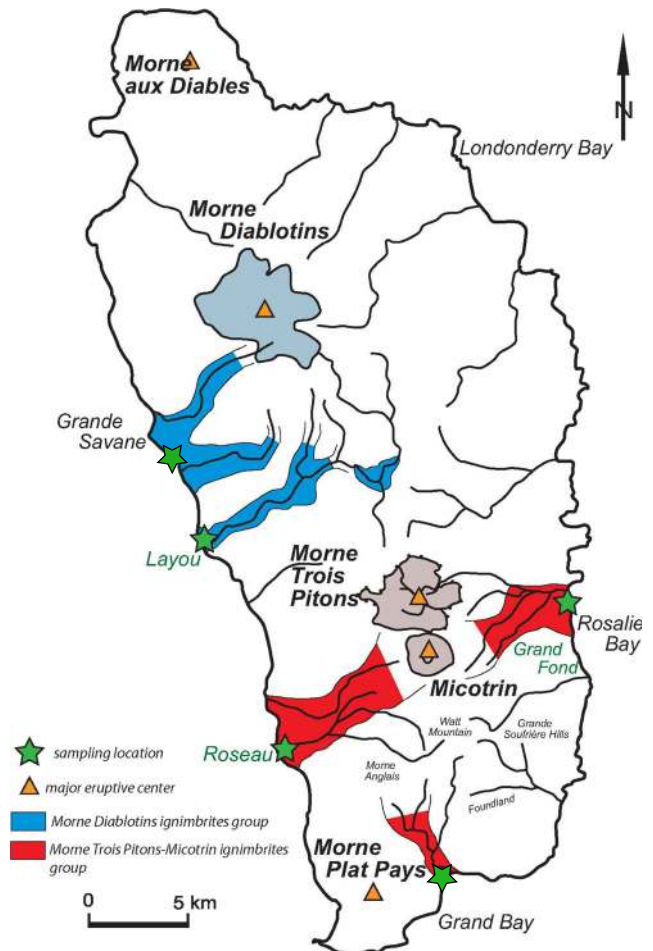 Morne
aux Diables
N
Londonderry Bay
Morne
Diablotins
Grande
Savane
Layou
Morne
Trois
Pitons
Rosalie
Bay
Grand
Fond
Micotrin
Watt
Mountain
Grande
Soufrière Hills
Roseau
Morne
Anglais
Foundland
sampling location
major eruptive center
Morne Diablotins ignimbrites group
Morne Trois Pitons-Micotrin ignimbrites
group
Morne
Plat Pays
0 5 km
Grand Bay